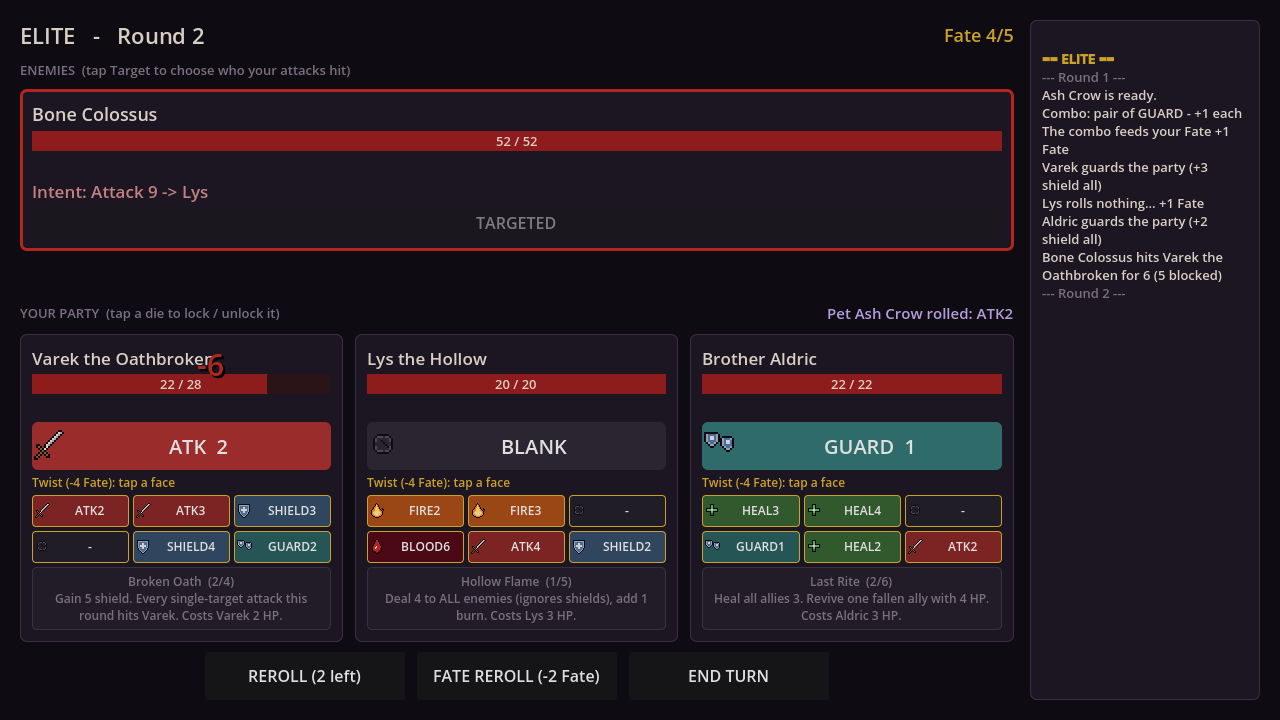 ELITE - Round 2
Fate 4/5
ENEMIES (tap Target to choose who your attacks hit)
Bone Colossus
52 / 52
Intent: Attack 9 -> Lys
TARGETED
YOUR PARTY (tap a die to lock / unlock it)
Pet Ash Crow rolled: ATK2
Varek the Oathbroken
-6
22 / 28
ATK 2
Twist (-4 Fate): tap a face
ATK2
ATK3
SHIELD3
-
SHIELD4
GUARD2
Broken Oath (2/4)
Gain 5 shield. Every single-target attack this
round hits Varek. Costs Varek 2 HP.
Lys the Hollow
20 / 20
BLANK
Twist (-4 Fate): tap a face
FIRE2
FIRE3
-
BLOOD6
ATK4
SHIELD2
Hollow Flame (1/5)
Deal 4 to ALL enemies (ignores shields), add 1
burn. Costs Lys 3 HP.
Brother Aldric
22 / 22
GUARD 1
Twist (-4 Fate): tap a face
HEAL3
HEAL4
-
GUARD1
HEAL2
ATK2
Last Rite (2/6)
Heal all allies 3. Revive one fallen ally with 4 HP.
Costs Aldric 3 HP.
REROLL (2 left)
FATE REROLL (-2 Fate)
END TURN
== ELITE ==
--- Round 1 ---
Ash Crow is ready.
Combo: pair of GUARD - +1 each
The combo feeds your Fate +1
Fate
Varek guards the party (+3
shield all)
Lys rolls nothing... +1 Fate
Aldric guards the party (+2
shield all)
Bone Colossus hits Varek the
Oathbroken for 6 (5 blocked)
--- Round 2 ---